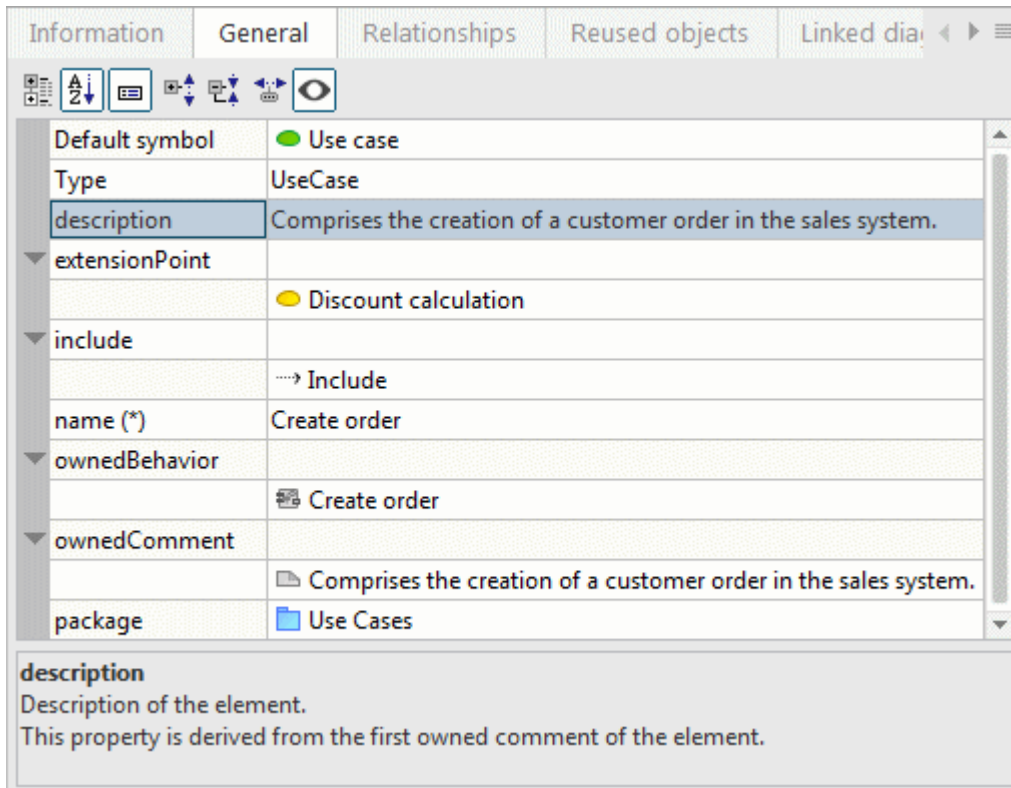 Information General Relationships Reused objects Linked dia
Default symbol Use case
Type UseCase
description Comprises the creation of a customer order in the sales system.
extensionPoint
Discount calculation
include
Include
name (*) Create order
ownedBehavior
Create order
ownedComment
Comprises the creation of a customer order in the sales system.
package Use Cases
description
Description of the element.
This property is derived from the first owned comment of the element.